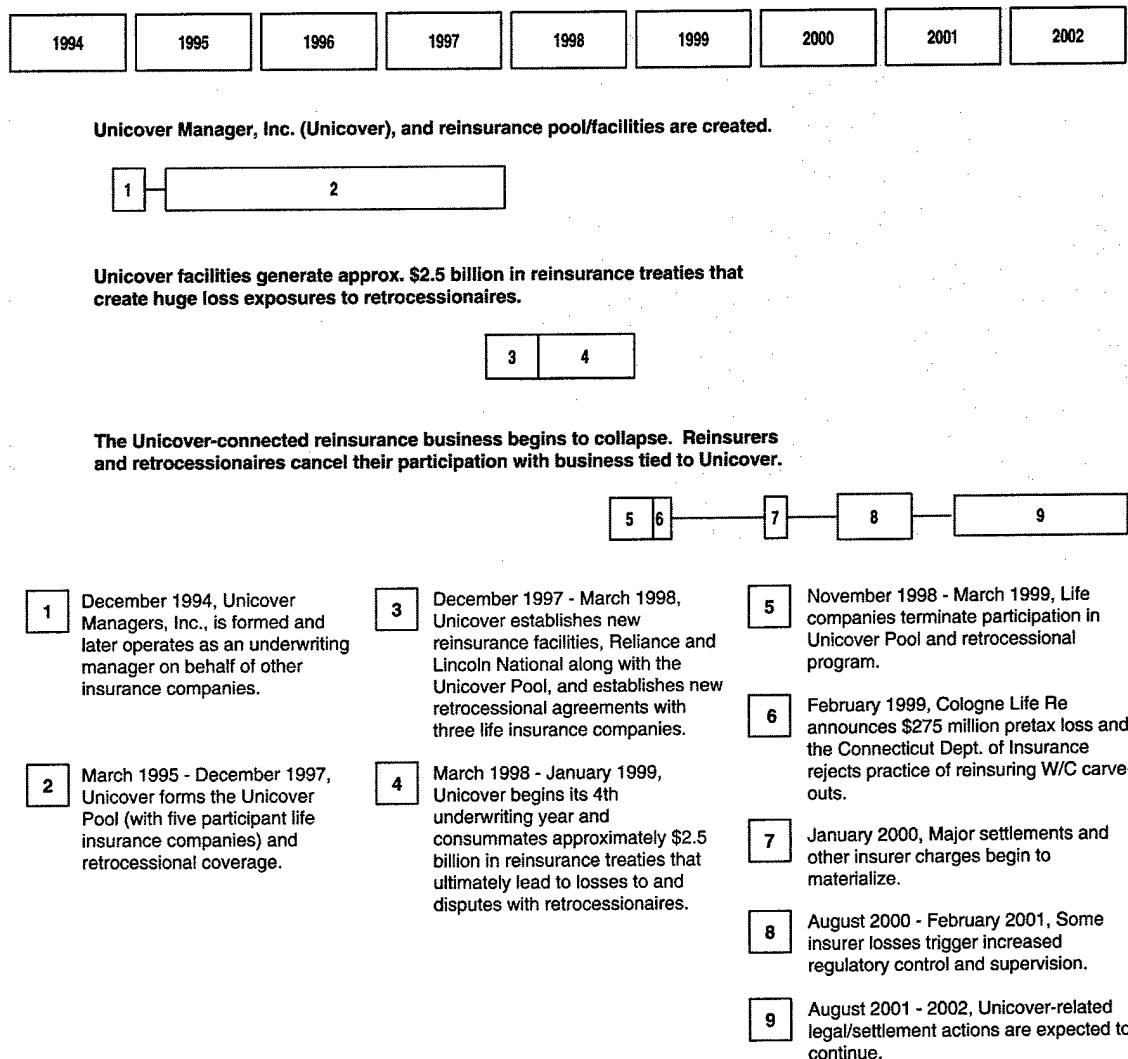 1994 1995 1996 1997 1998 1999 2000 2001 2002
Unicover Manager, Inc. (Unicover), and reinsurance pool/facilities are created.
1 2
Unicover facilities generate approx. $2.5 billion in reinsurance treaties that
create huge loss exposures to retrocessionaires.
3 4
The Unicover-connected reinsurance business begins to collapse. Reinsurers
and retrocessionaires cancel their participation with business tied to Unicover.
5 6 7 8 9
1
December 1994, Unicover
Managers, Inc., is formed and
later operates as an underwriting
manager on behalf of other
insurance companies.
2
March 1995 - December 1997,
Unicover forms the Unicover
Pool (with five participant life
insurance companies) and
retrocessional coverage.
3
December 1997 - March 1998,
Unicover establishes new
reinsurance facilities, Reliance and
Lincoln National along with the
Unicover Pool, and establishes new
retrocessional agreements with
three life insurance companies.
4
March 1998 - January 1999,
Unicover begins its 4th
underwriting year and
consummates approximately $2.5
billion in reinsurance treaties that
ultimately lead to losses to and
disputes with retrocessionaires.
5
November 1998 - March 1999, Life
companies terminate participation in
Unicover Pool and retrocessional
program.
6
February 1999, Cologne Life Re
announces $275 million pretax loss and
the Connecticut Dept. of Insurance
rejects practice of reinsuring W/C carve-
outs.
7
January 2000, Major settlements and
other insurer charges begin to
materialize.
8
August 2000 - February 2001, Some
insurer losses trigger increased
regulatory control and supervision.
9
August 2001 - 2002, Unicover-related
legal/settlement actions are expected to
continue.